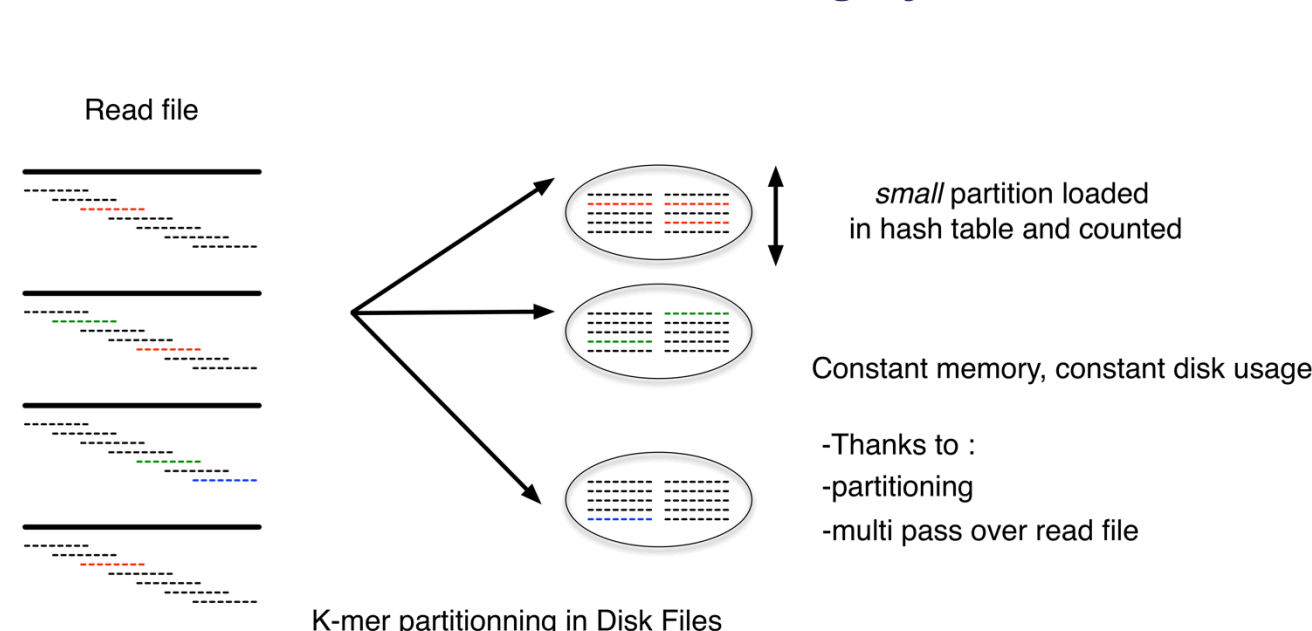 Read file
small partition loaded
in hash table and counted
Constant memory, constant disk usage
-Thanks to :
-partitioning
-multi pass over read file
K-mer partitionning in Disk Files